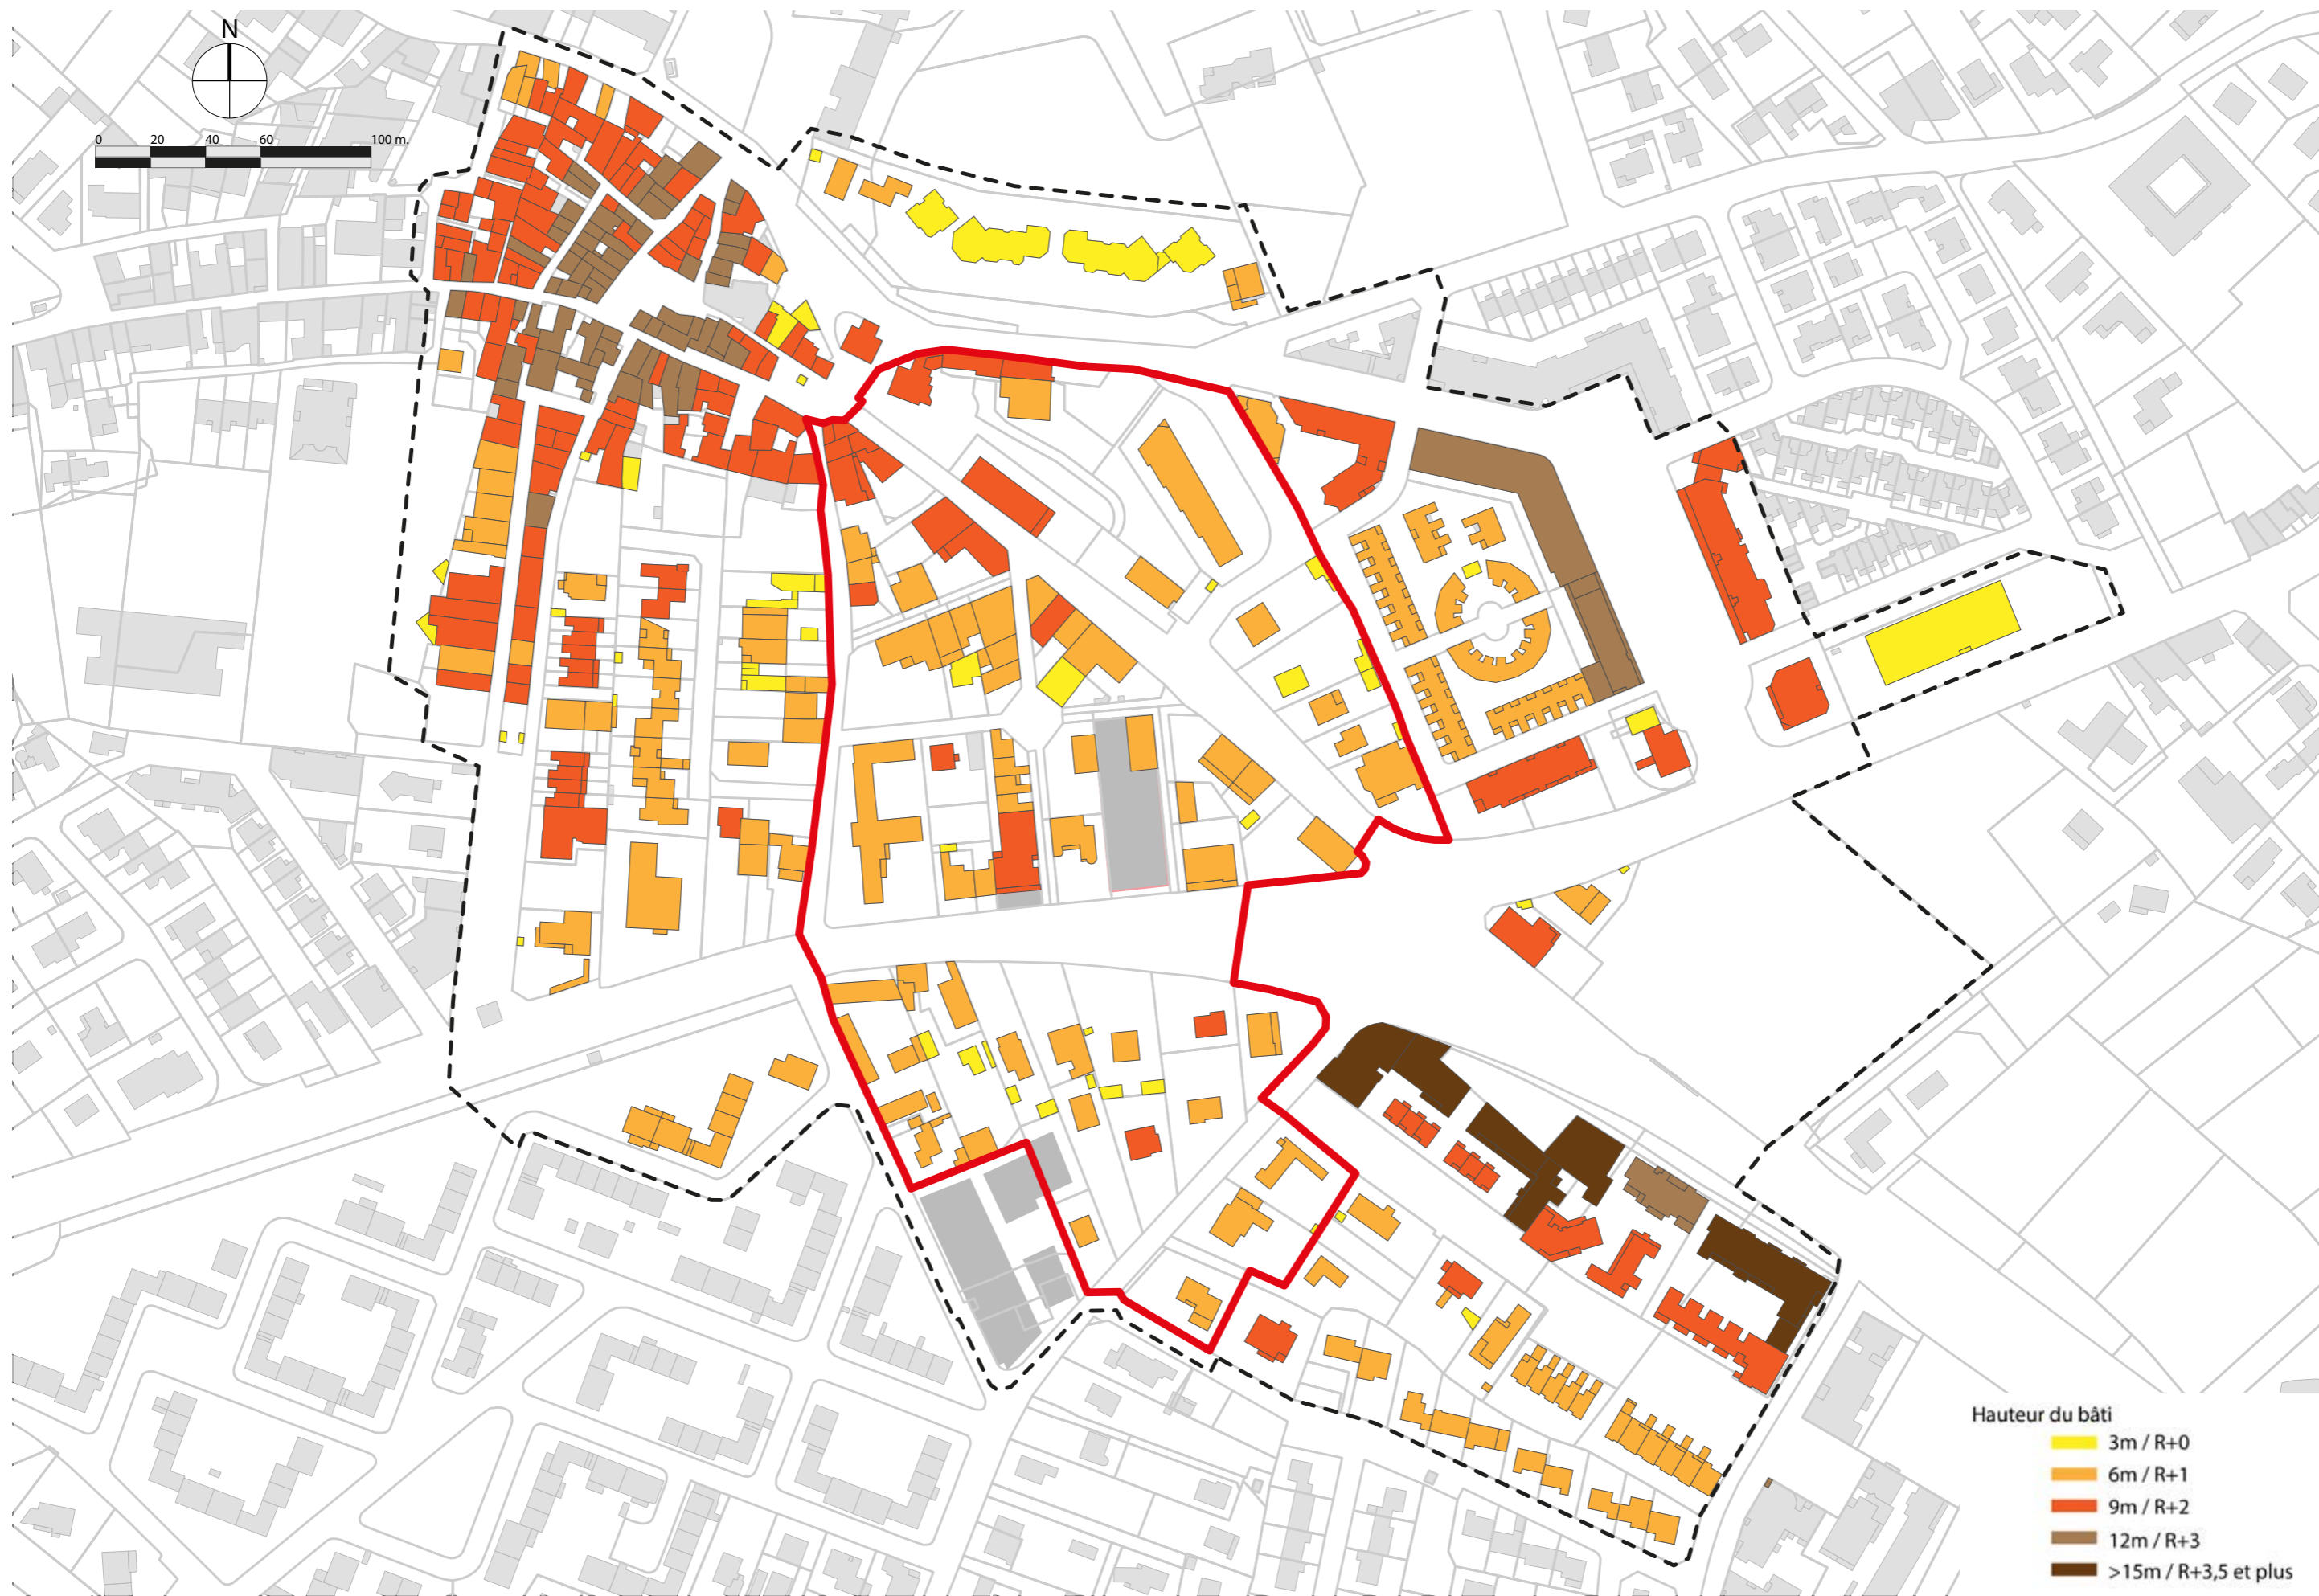 N
0 20 40 60 100 m.
Hauteur du bâti
3m / R+0
6m / R+1
9m / R+2
12m / R+3
>15m / R+3,5 et plus